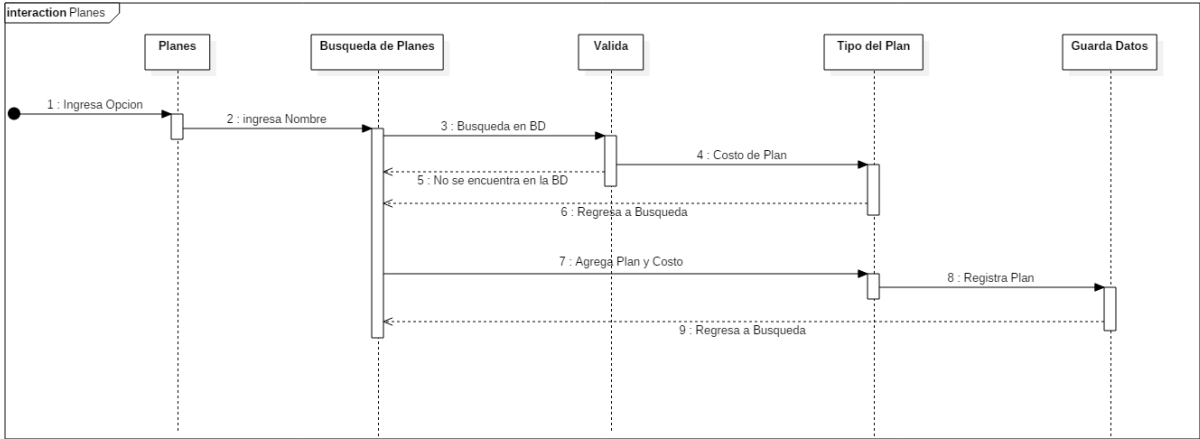 interaction Planes
Planes
Busqueda de Planes
Valida
Tipo del Plan
Guarda Datos
1 : Ingresa Opcion
2 : ingresa Nombre
3 : Busqueda en BD
4 : Costo de Plan
5 : No se encuentra en la BD
6 : Regresa a Busqueda
7 : Agrega Plan y Costo
8 : Registra Plan
9 : Regresa a Busqueda